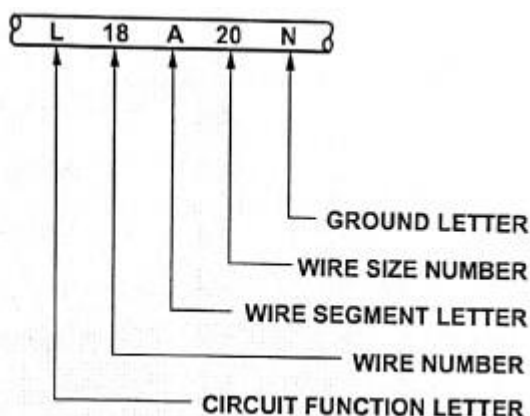 L 18 A 20 N
GROUND LETTER
WIRE SIZE NUMBER
WIRE SEGMENT LETTER
WIRE NUMBER
CIRCUIT FUNCTION LETTER